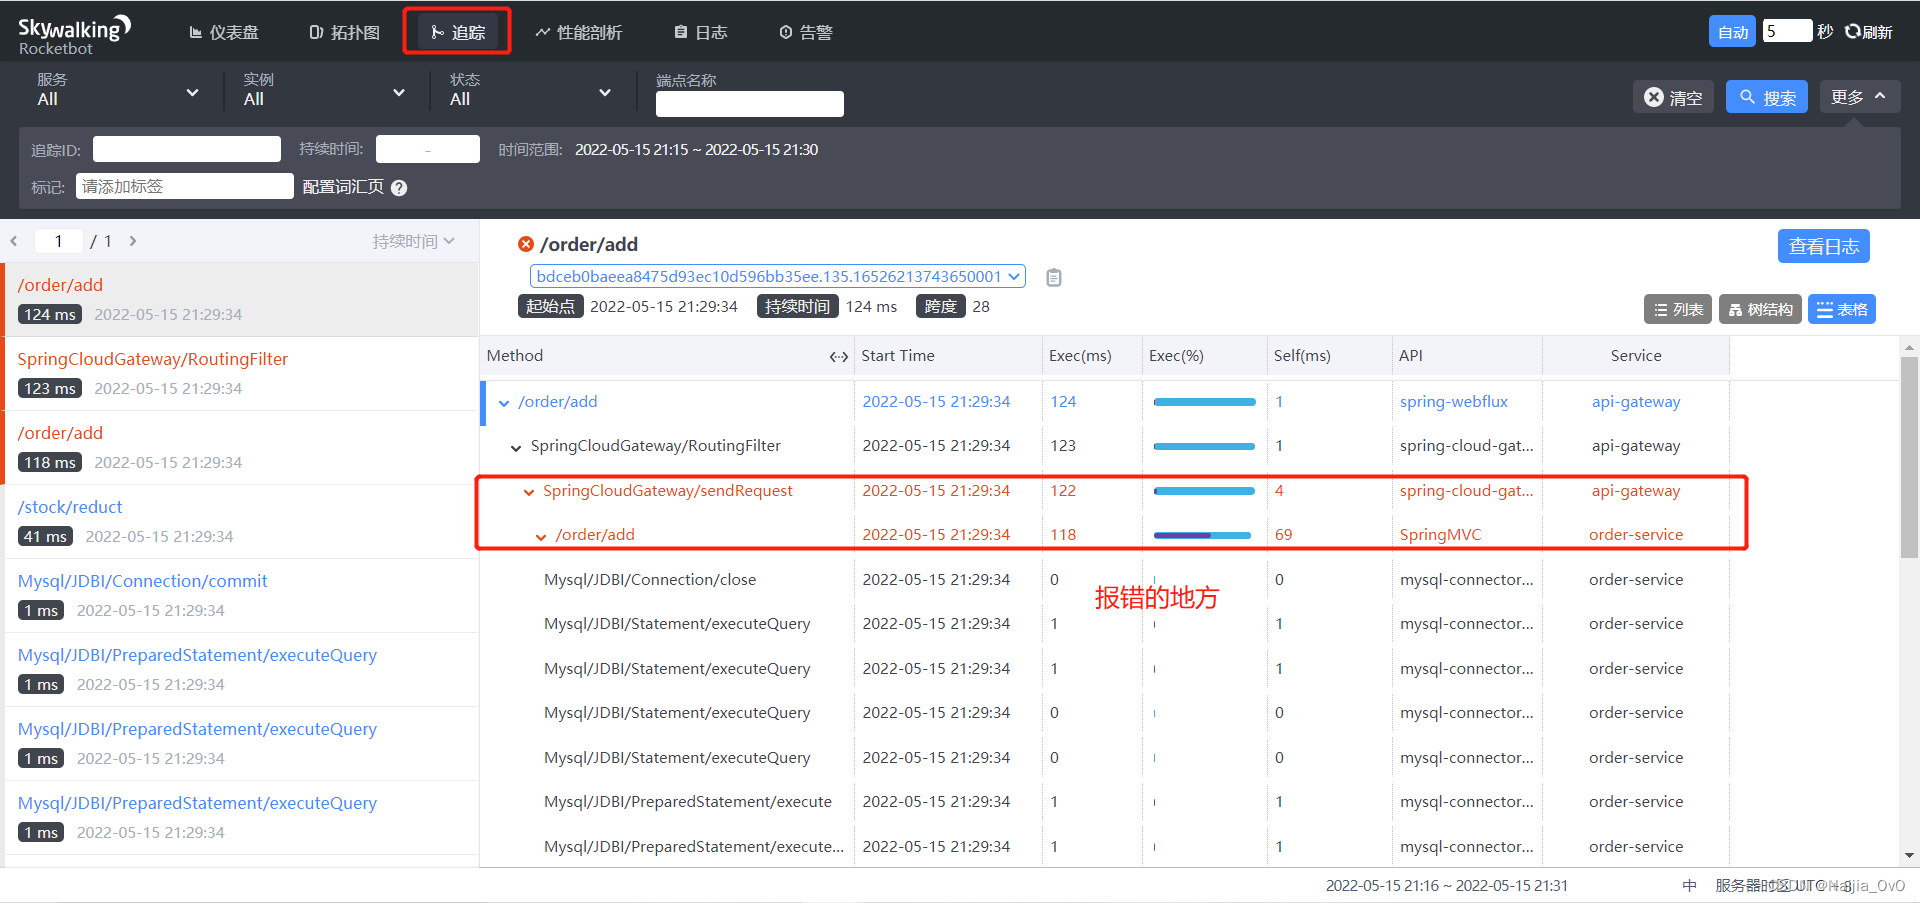 Skywalking
Rocketbot
仪表盘
拓扑图
追踪
性能剖析
日志
告警
自动
5
秒
刷新
服务
All
实例
All
状态
All
端点名称
清空
搜索
更多
追踪ID:
持续时间:
-
时间范围:
2022-05-15 21:15 ~ 2022-05-15 21:30
标记:
请添加标签
配置词汇页
1 / 1
持续时间
/order/add
124 ms 2022-05-15 21:29:34
SpringCloudGateway/RoutingFilter
123 ms 2022-05-15 21:29:34
/order/add
118 ms 2022-05-15 21:29:34
/stock/reduct
41 ms 2022-05-15 21:29:34
Mysql/JDBI/Connection/commit
1 ms 2022-05-15 21:29:34
Mysql/JDBI/PreparedStatement/executeQuery
1 ms 2022-05-15 21:29:34
Mysql/JDBI/PreparedStatement/executeQuery
1 ms 2022-05-15 21:29:34
Mysql/JDBI/PreparedStatement/executeQuery
1 ms 2022-05-15 21:29:34
/order/add
查看日志
bdceb0baeea8475d93ec10d596bb35ee.135.16526213743650001
起始点 2022-05-15 21:29:34 持续时间 124 ms 跨度 28
列表 树结构 表格
Method Start Time Exec(ms) Exec(%) Self(ms) API Service
/order/add 2022-05-15 21:29:34 124 1 spring-webflux api-gateway
SpringCloudGateway/RoutingFilter 2022-05-15 21:29:34 123 1 spring-cloud-gat... api-gateway
SpringCloudGateway/sendRequest 2022-05-15 21:29:34 122 4 spring-cloud-gat... api-gateway
/order/add 2022-05-15 21:29:34 118 69 SpringMVC order-service
Mysql/JDBI/Connection/close 2022-05-15 21:29:34 0 0 mysql-connector... order-service
报错的地方
Mysql/JDBI/Statement/executeQuery 2022-05-15 21:29:34 1 1 mysql-connector... order-service
Mysql/JDBI/Statement/executeQuery 2022-05-15 21:29:34 1 1 mysql-connector... order-service
Mysql/JDBI/Statement/executeQuery 2022-05-15 21:29:34 0 0 mysql-connector... order-service
Mysql/JDBI/Statement/executeQuery 2022-05-15 21:29:34 0 0 mysql-connector... order-service
Mysql/JDBI/PreparedStatement/execute 2022-05-15 21:29:34 1 1 mysql-connector... order-service
Mysql/JDBI/PreparedStatement/execute... 2022-05-15 21:29:34 1 1 mysql-connector... order-service
2022-05-15 21:16 ~ 2022-05-15 21:31 中 服务器时区UTC + 8
CSDN @Naijia_OvO